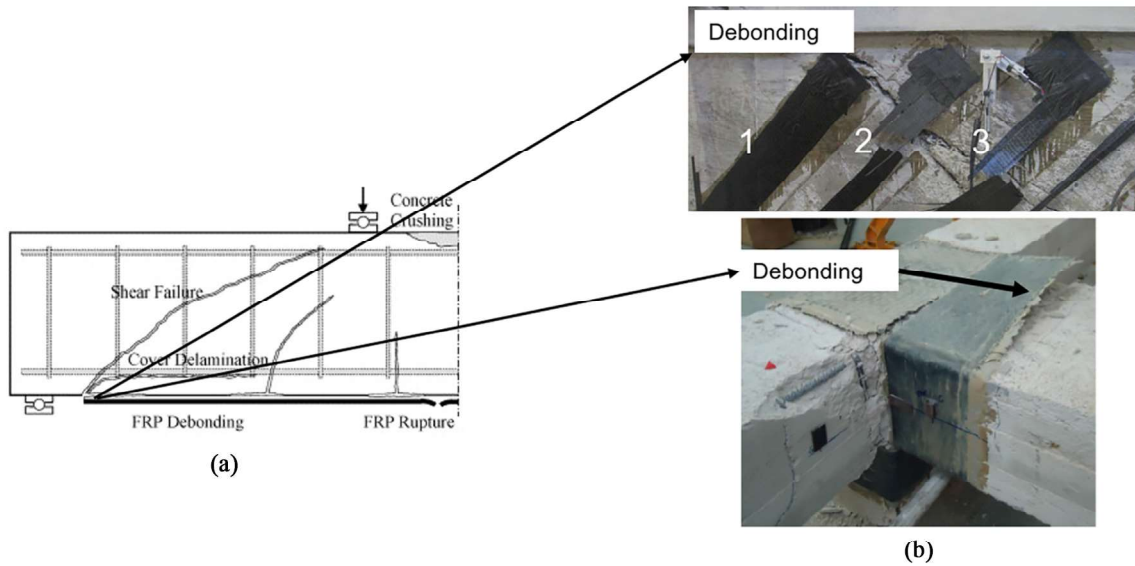 Debonding
1 2 3
Concrete
Crushing
Shear Failure
Debonding
Cover Delamination
FRP Debonding FRP Rupture
(a)
(b)